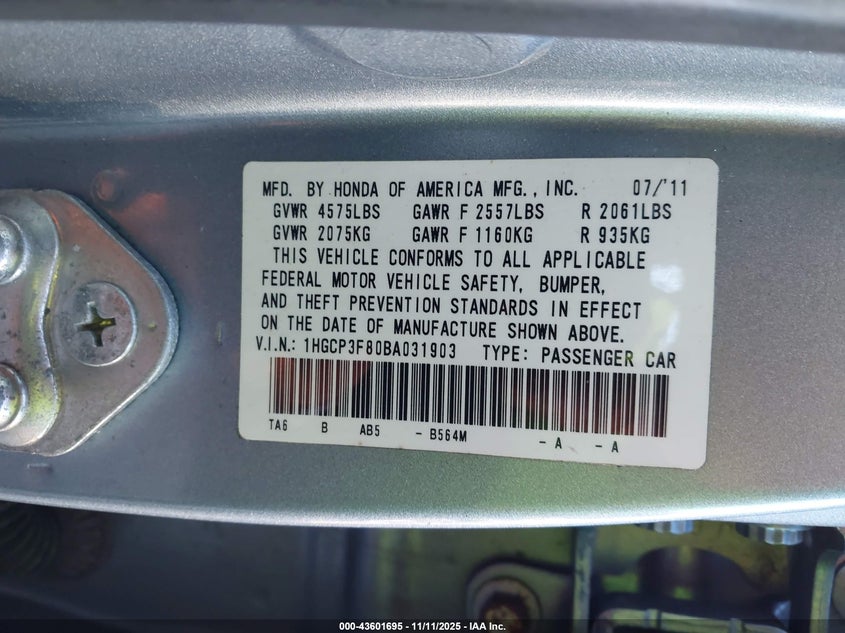 MFD. BY HONDA OF AMERICA MFG., INC. 07/'11
GVWR 4575LBS GAWR F 2557LBS R 2061LBS
GVWR 2075KG GAWR F 1160KG R 935KG
THIS VEHICLE CONFORMS TO ALL APPLICABLE
FEDERAL MOTOR VEHICLE SAFETY, BUMPER,
AND THEFT PREVENTION STANDARDS IN EFFECT
ON THE DATE OF MANUFACTURE SHOWN ABOVE.
V.I.N.: 1HGCP3F80BA031903 TYPE: PASSENGER CAR
TA6 B AB5 - B564M - A - A
000-43601695 - 11/11/2025 - IAA Inc.